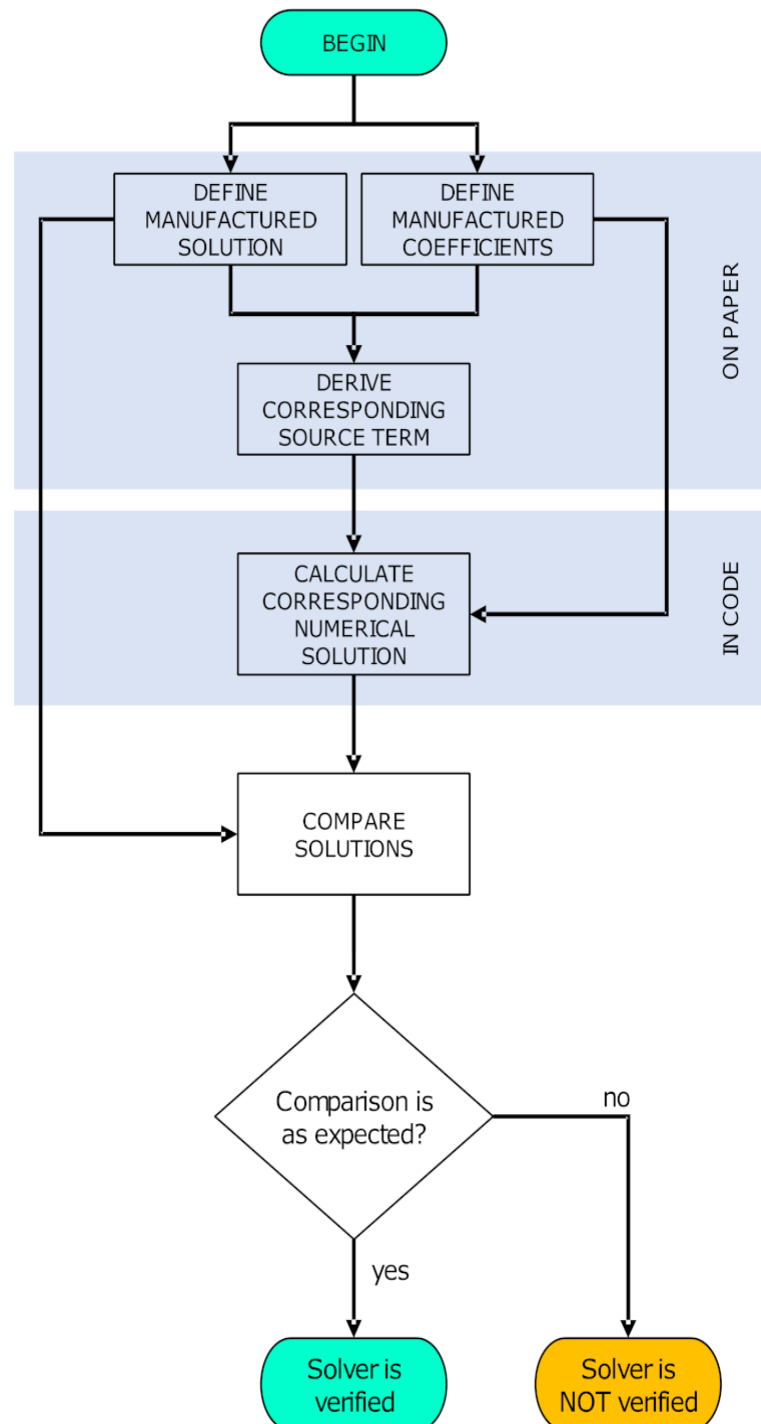 BEGIN
DEFINE
MANUFACTURED
SOLUTION
DEFINE
MANUFACTURED
COEFFICIENTS
ON PAPER
DERIVE
CORRESPONDING
SOURCE TERM
CALCULATE
CORRESPONDING
NUMERICAL
SOLUTION
IN CODE
COMPARE
SOLUTIONS
Comparison is
as expected?
no
yes
Solver is
verified
Solver is
NOT verified